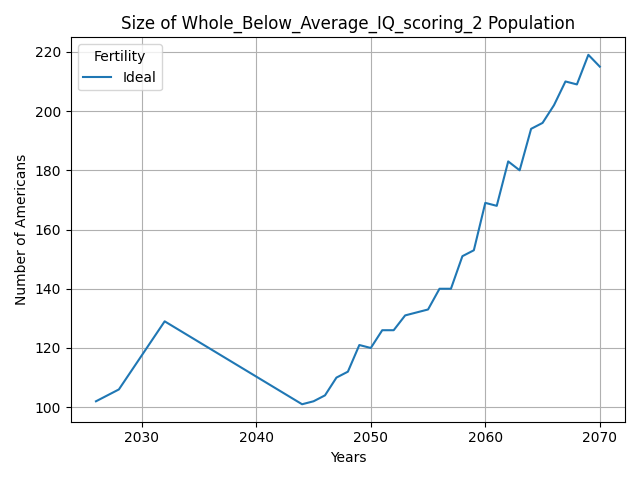 Size of Whole_Below_Average_IQ_scoring_2 Population
Fertility
Ideal
Number of Americans
220
200
180
160
140
120
100
2030 2040 2050 2060 2070
Years